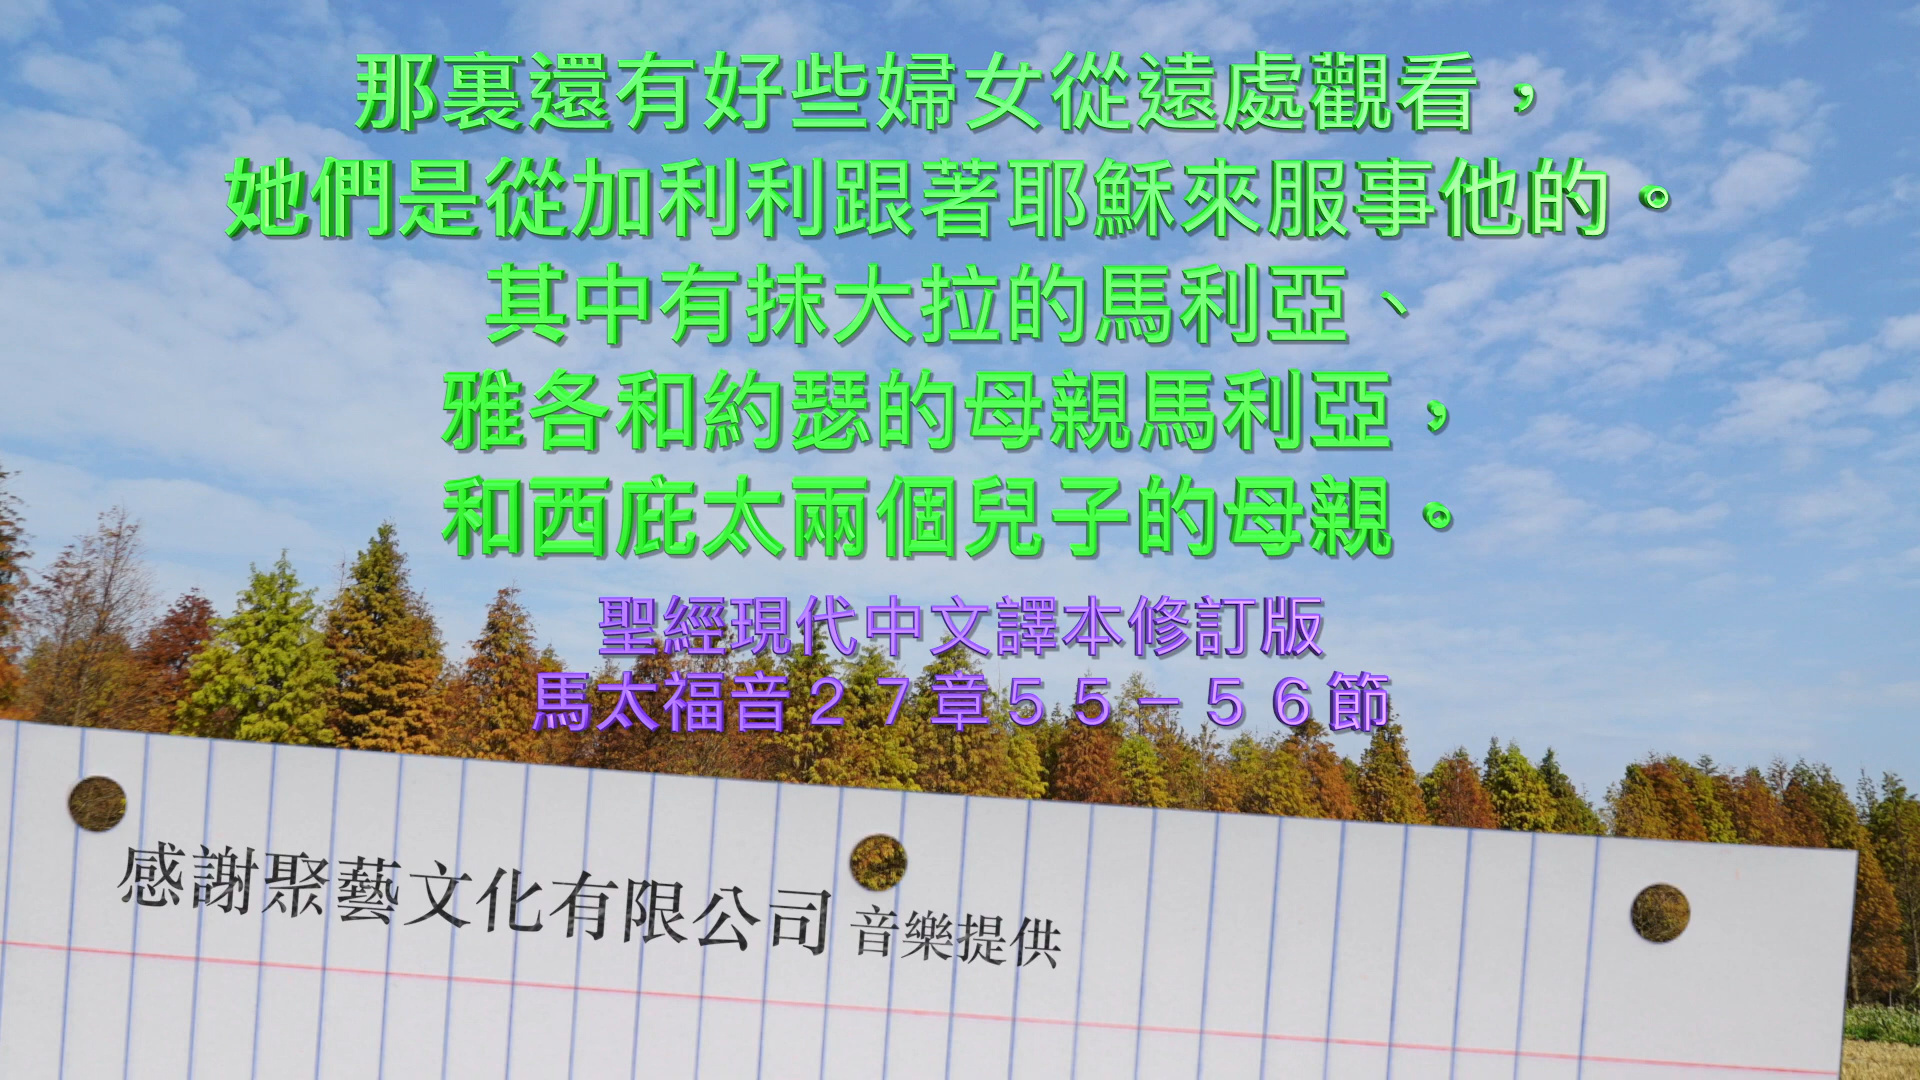 那裏還有好些婦女從遠處觀看，
她們是從加利利跟著耶穌來服事他的。
其中有抹大拉的馬利亞、
雅各和約瑟的母親馬利亞，
和西庇太兩個兒子的母親。
聖經現代中文譯本修訂版
馬太福音２７章５５－５６節
感謝聚藝文化有限公司 音樂提供